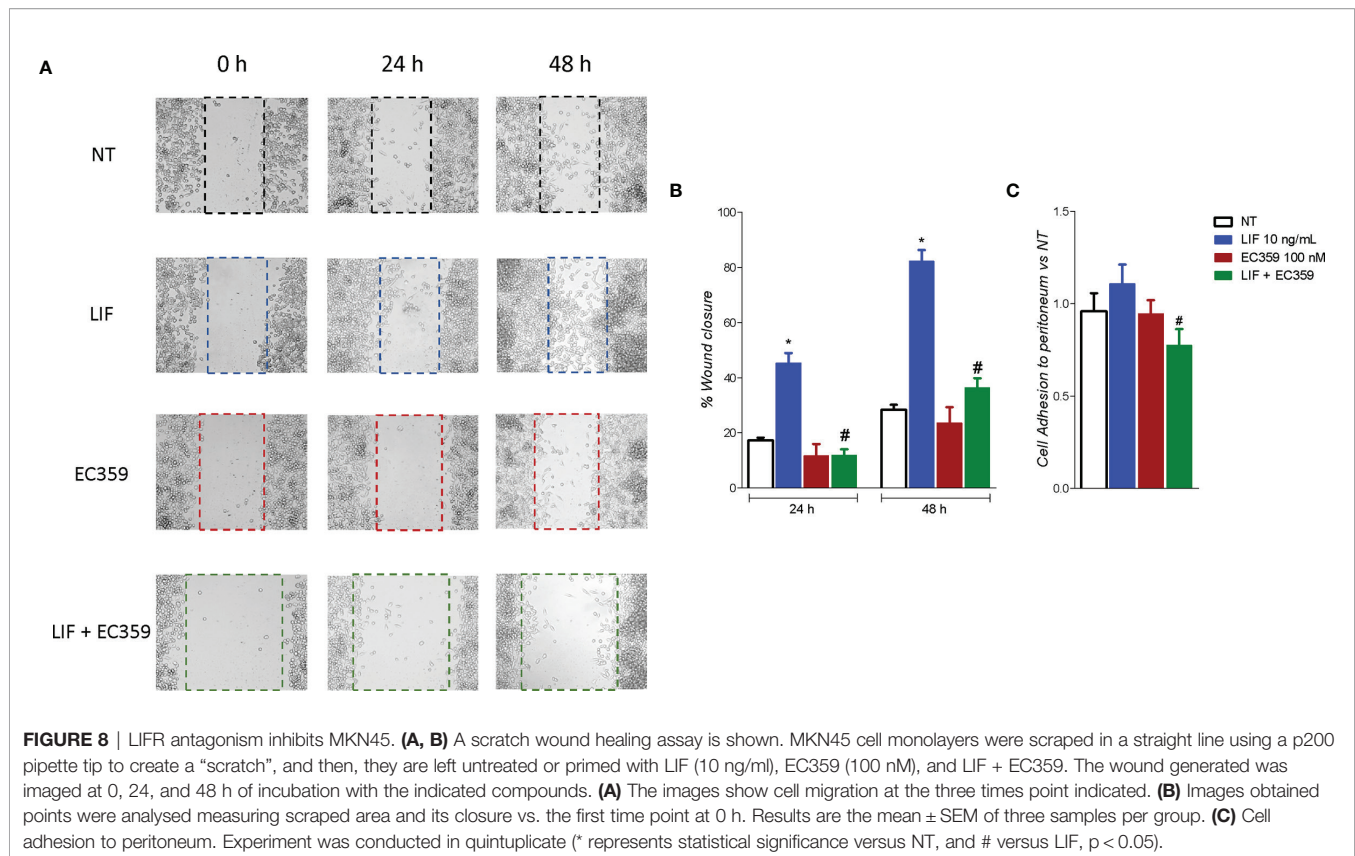 A
0 h
24 h
48 h
NT
LIF
EC359
LIF + EC359
B
% Wound closure
100
80
60
40
20
0
*
#
*
#
24 h
48 h
C
Cell Adhesion to peritoneum vs NT
1.5
1.0
0.5
0.0
#
NT
LIF 10 ng/mL
EC359 100 nM
LIF + EC359
FIGURE 8 | LIFR antagonism inhibits MKN45. (A, B) A scratch wound healing assay is shown. MKN45 cell monolayers were scraped in a straight line using a p200
pipette tip to create a “scratch”, and then, they are left untreated or primed with LIF (10 ng/ml), EC359 (100 nM), and LIF + EC359. The wound generated was
imaged at 0, 24, and 48 h of incubation with the indicated compounds. (A) The images show cell migration at the three times point indicated. (B) Images obtained
points were analysed measuring scraped area and its closure vs. the first time point at 0 h. Results are the mean ± SEM of three samples per group. (C) Cell
adhesion to peritoneum. Experiment was conducted in quintuplicate (* represents statistical significance versus NT, and # versus LIF, p < 0.05).